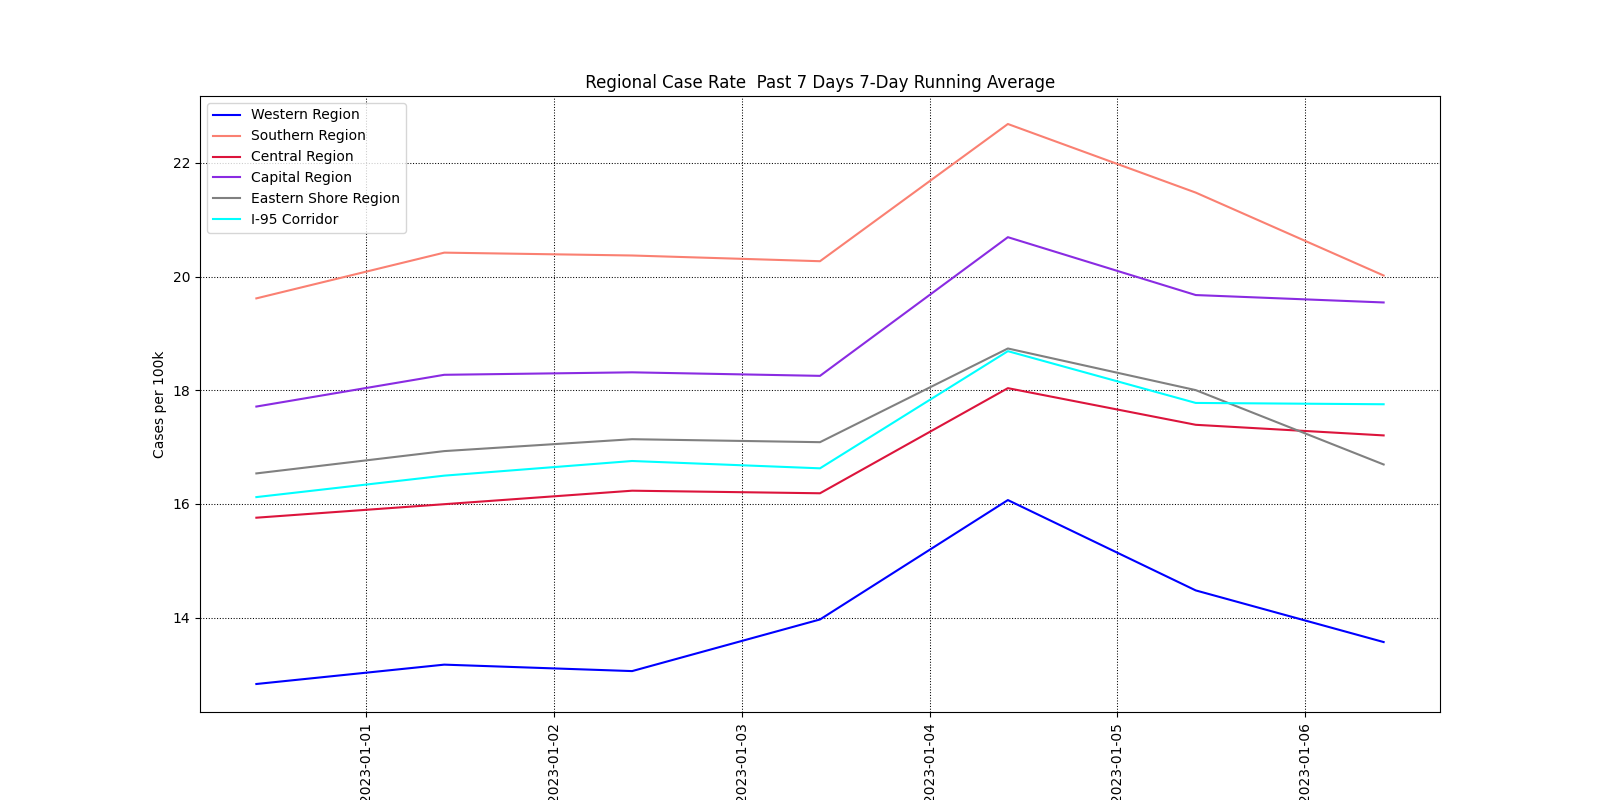 Regional Case Rate  Past 7 Days 7-Day Running Average
Western Region
Southern Region
Central Region
Capital Region
Eastern Shore Region
I-95 Corridor
Cases per 100k
22
20
18
16
14
2023-01-01
2023-01-02
2023-01-03
2023-01-04
2023-01-05
2023-01-06